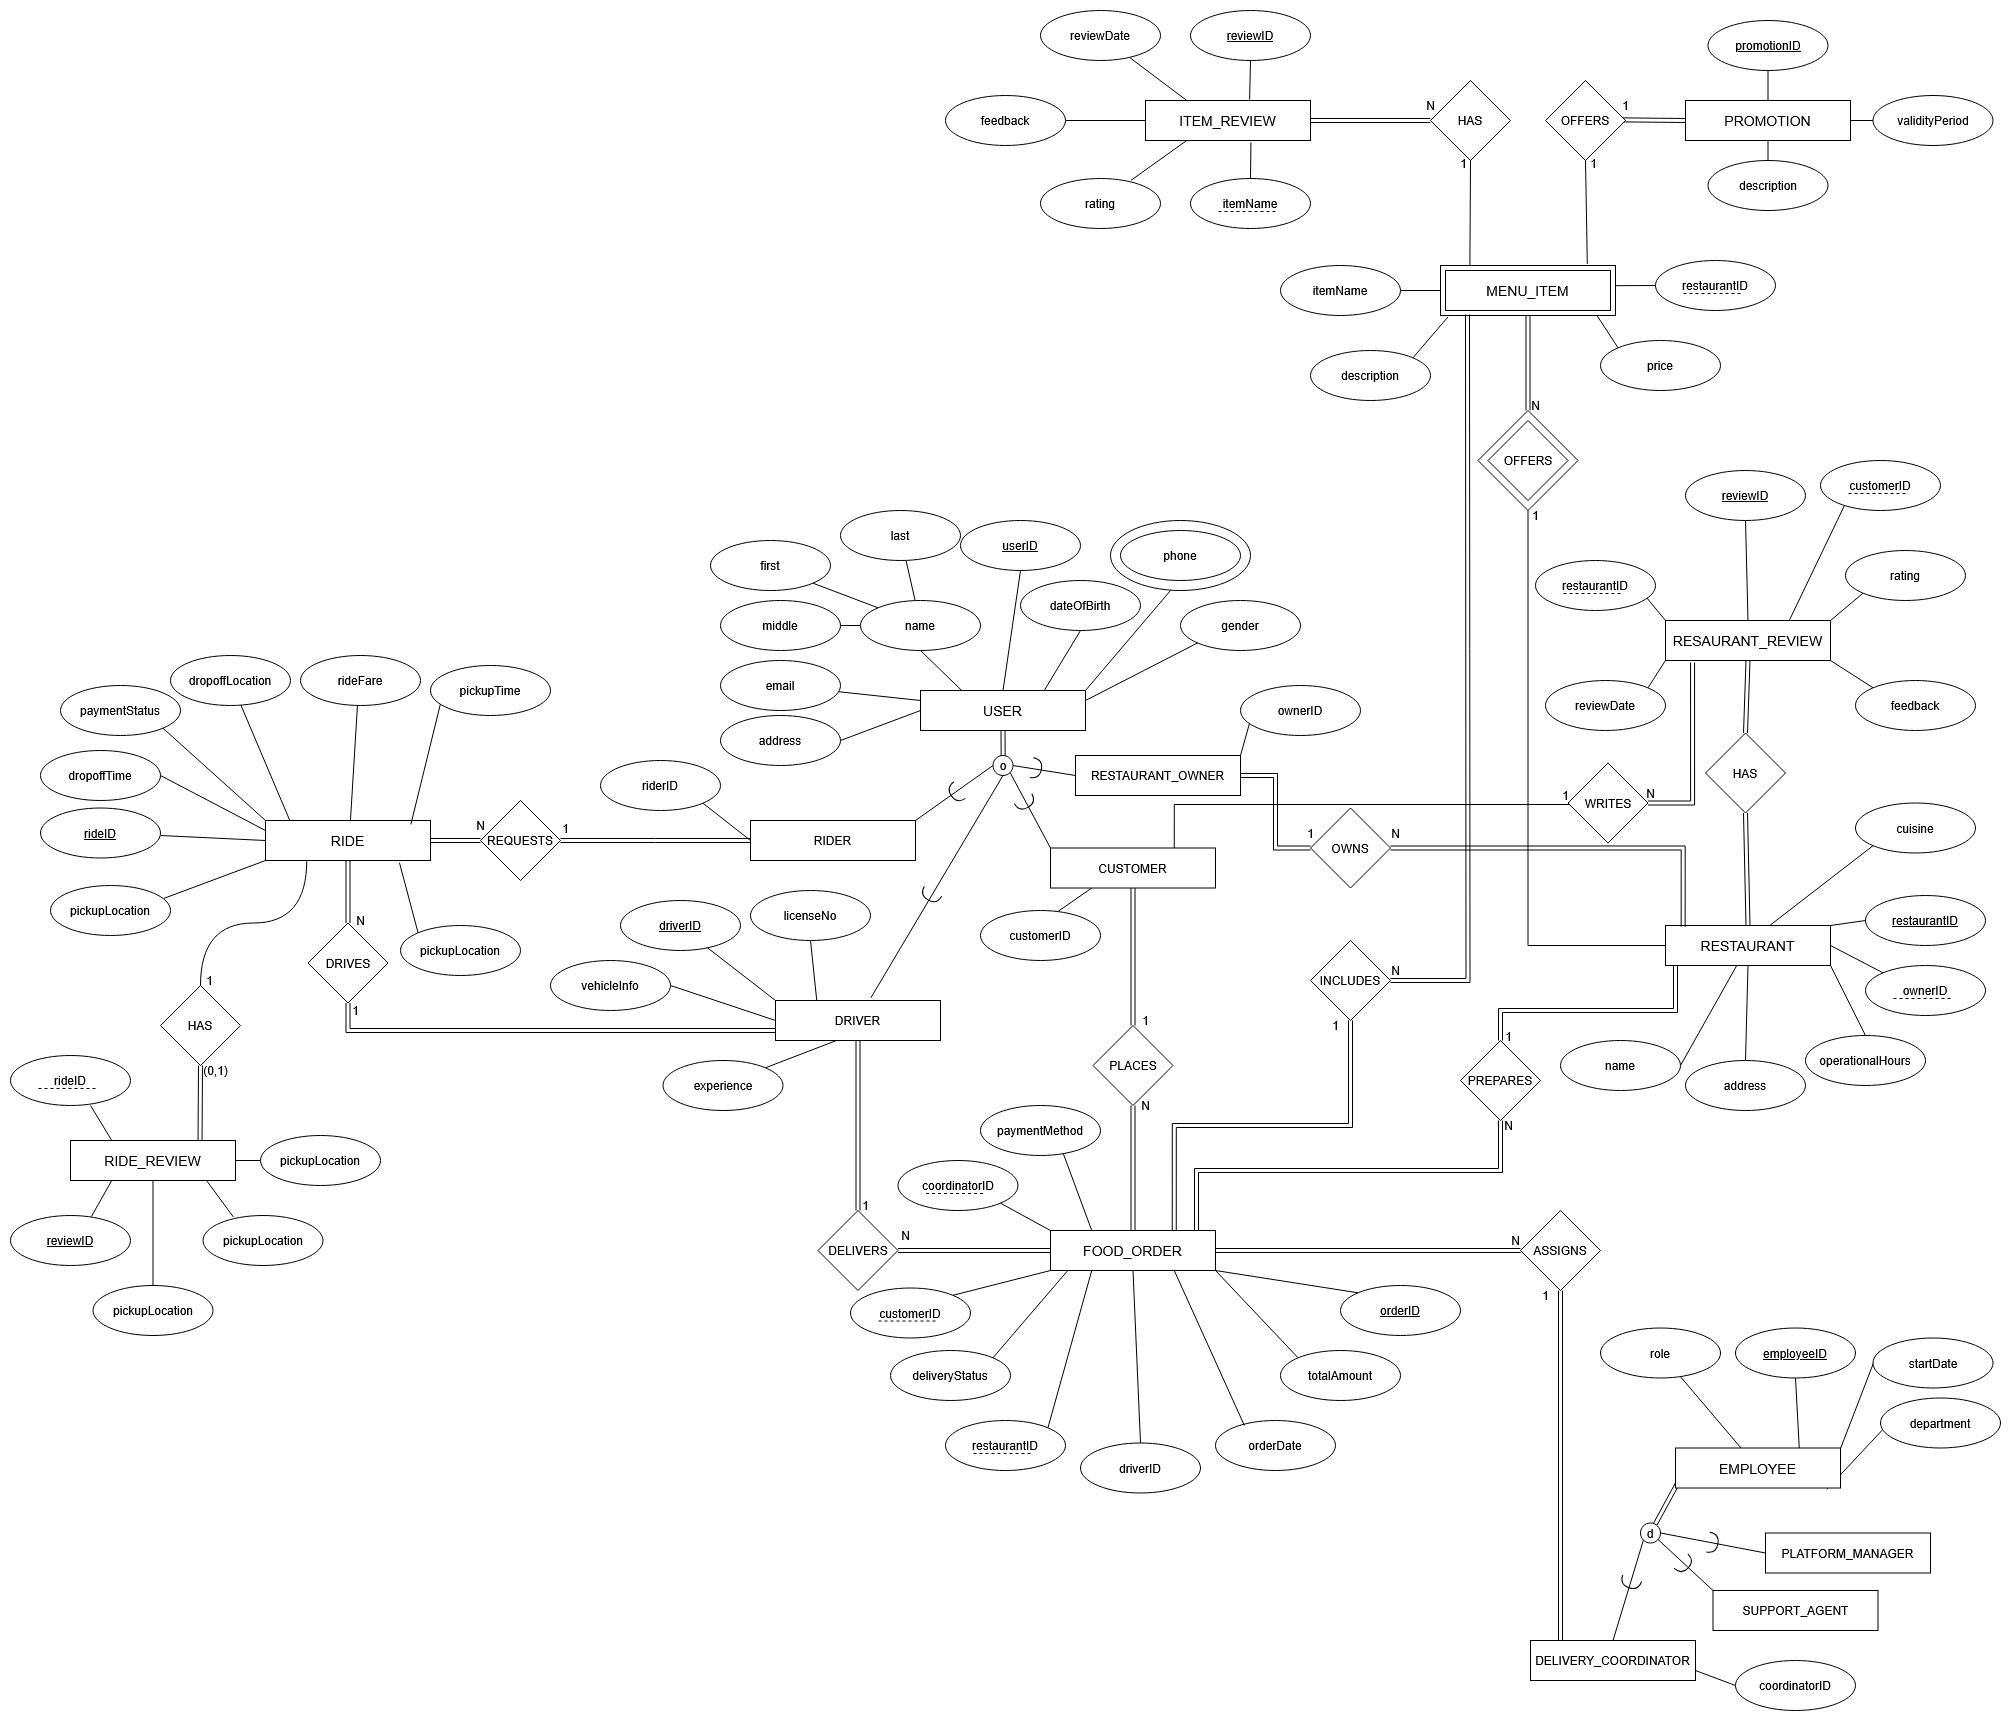 reviewDate
reviewID
promotionID
feedback
ITEM_REVIEW
N
HAS
1
OFFERS
1
1
PROMOTION
validityPeriod
rating
itemName
description
itemName
MENU_ITEM
restaurantID
description
price
N
OFFERS
1
reviewID
customerID
restaurantID
rating
RESAURANT_REVIEW
reviewDate
feedback
last
userID
phone
first
dateOfBirth
middle
name
gender
email
USER
address
o
ownerID
RESTAURANT_OWNER
1
WRITES
N
HAS
dropoffLocation
rideFare
pickupTime
paymentStatus
dropoffTime
riderID
rideID
RIDE
N
REQUESTS
1
RIDER
CUSTOMER
1
OWNS
N
cuisine
pickupLocation
pickupLocation
N
DRIVES
1
driverID
licenseNo
vehicleInfo
DRIVER
experience
customerID
restaurantID
RESTAURANT
ownerID
INCLUDES
N
1
1
PREPARES
N
name
address
operationalHours
1
HAS
(0,1)
1
PLACES
N
rideID
RIDE_REVIEW
pickupLocation
reviewID
pickupLocation
pickupLocation
paymentMethod
coordinatorID
1
DELIVERS
N
FOOD_ORDER
N
ASSIGNS
1
customerID
orderID
deliveryStatus
totalAmount
restaurantID
driverID
orderDate
role
employeeID
startDate
department
EMPLOYEE
d
PLATFORM_MANAGER
SUPPORT_AGENT
DELIVERY_COORDINATOR
coordinatorID